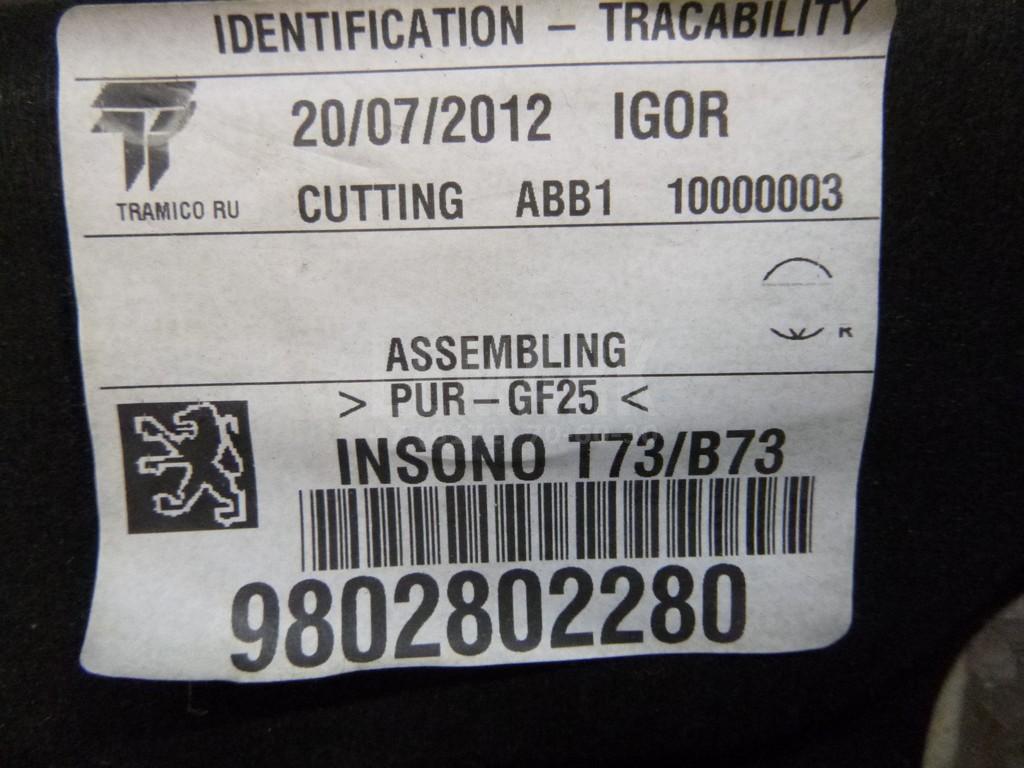 IDENTIFICATION – TRACABILITY
20/07/2012 IGOR
TRAMICO RU
CUTTING ABB1 10000003
R
ASSEMBLING
> PUR–GF25 <
INSONO T73/B73
9802802280